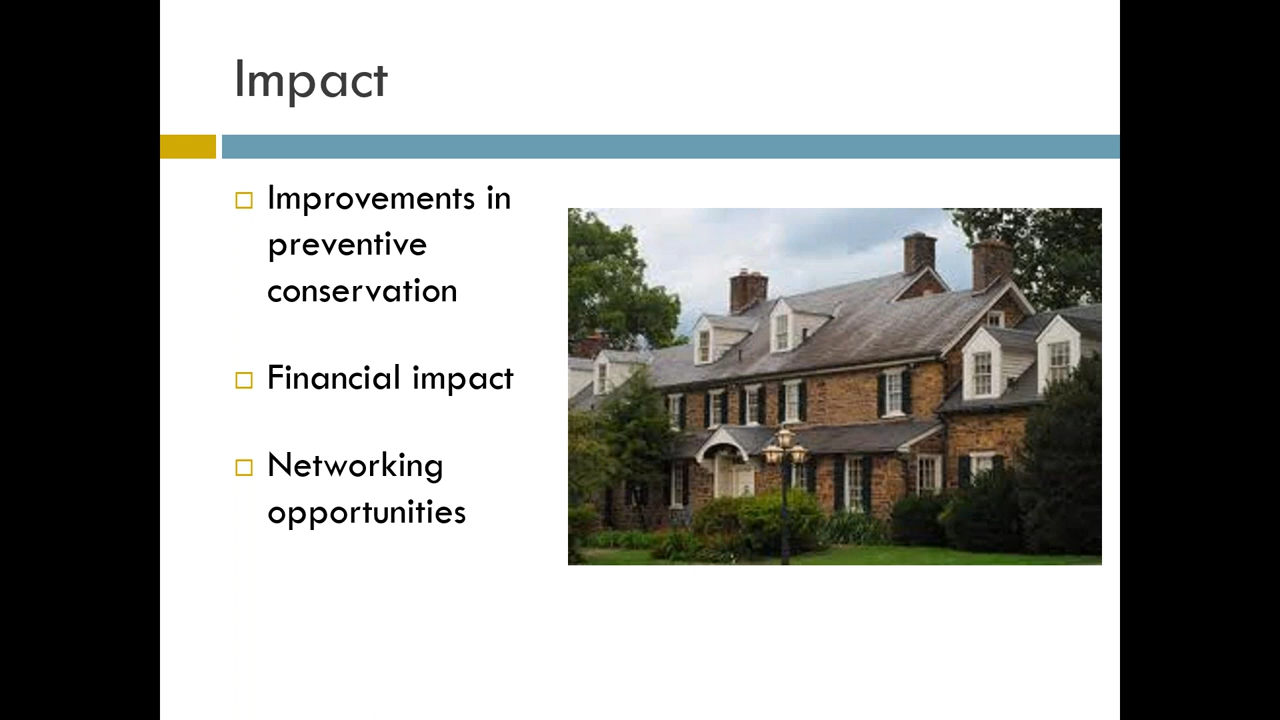 Impact
Improvements in
preventive
conservation
Financial impact
Networking
opportunities